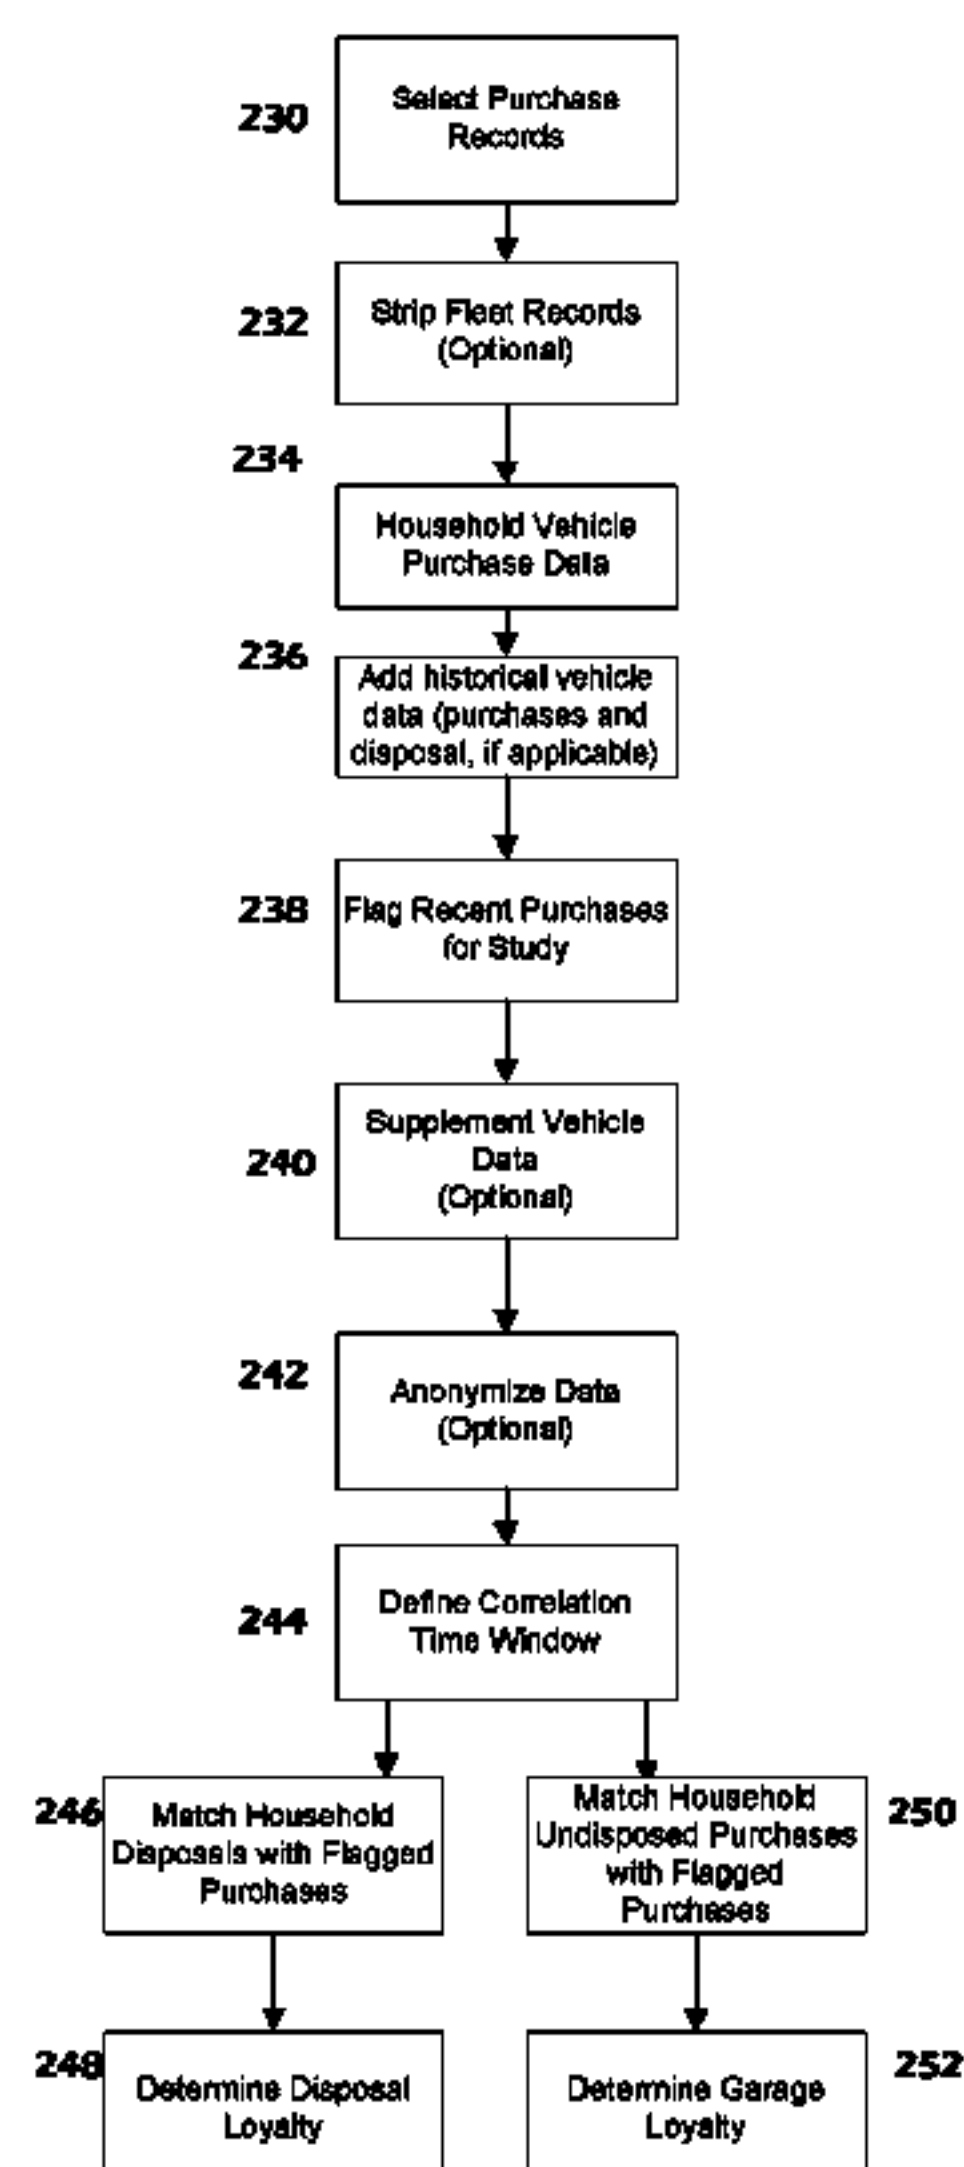 230
Select Purchase
Records
232
Strip Fleet Records
(Optional)
234
Household Vehicle
Purchase Data
236
Add historical vehicle
data (purchases and
disposal, if applicable)
238
Flag Recent Purchases
for Study
240
Supplement Vehicle
Data
(Optional)
242
Anonymize Data
(Optional)
244
Define Correlation
Time Window
246
Match Household
Disposals with Flagged
Purchases
Match Household
Undisposed Purchases
with Flagged
Purchases
250
248
Determine Disposal
Loyalty
Determine Garage
Loyalty
252